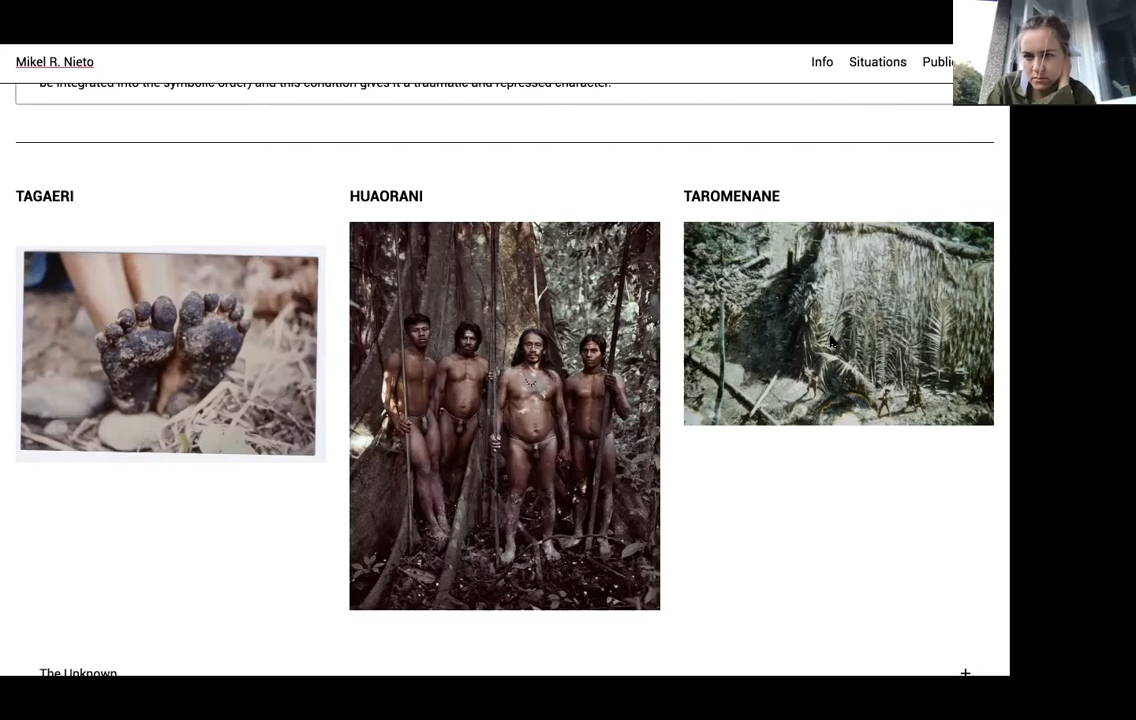 Mikel R. Nieto
Info Situations
be integrated into the symbolic order) and this condition gives it a traumatic and repressed character.
TAGAERI
HUAORANI
TAROMENANE
The Unknown
+